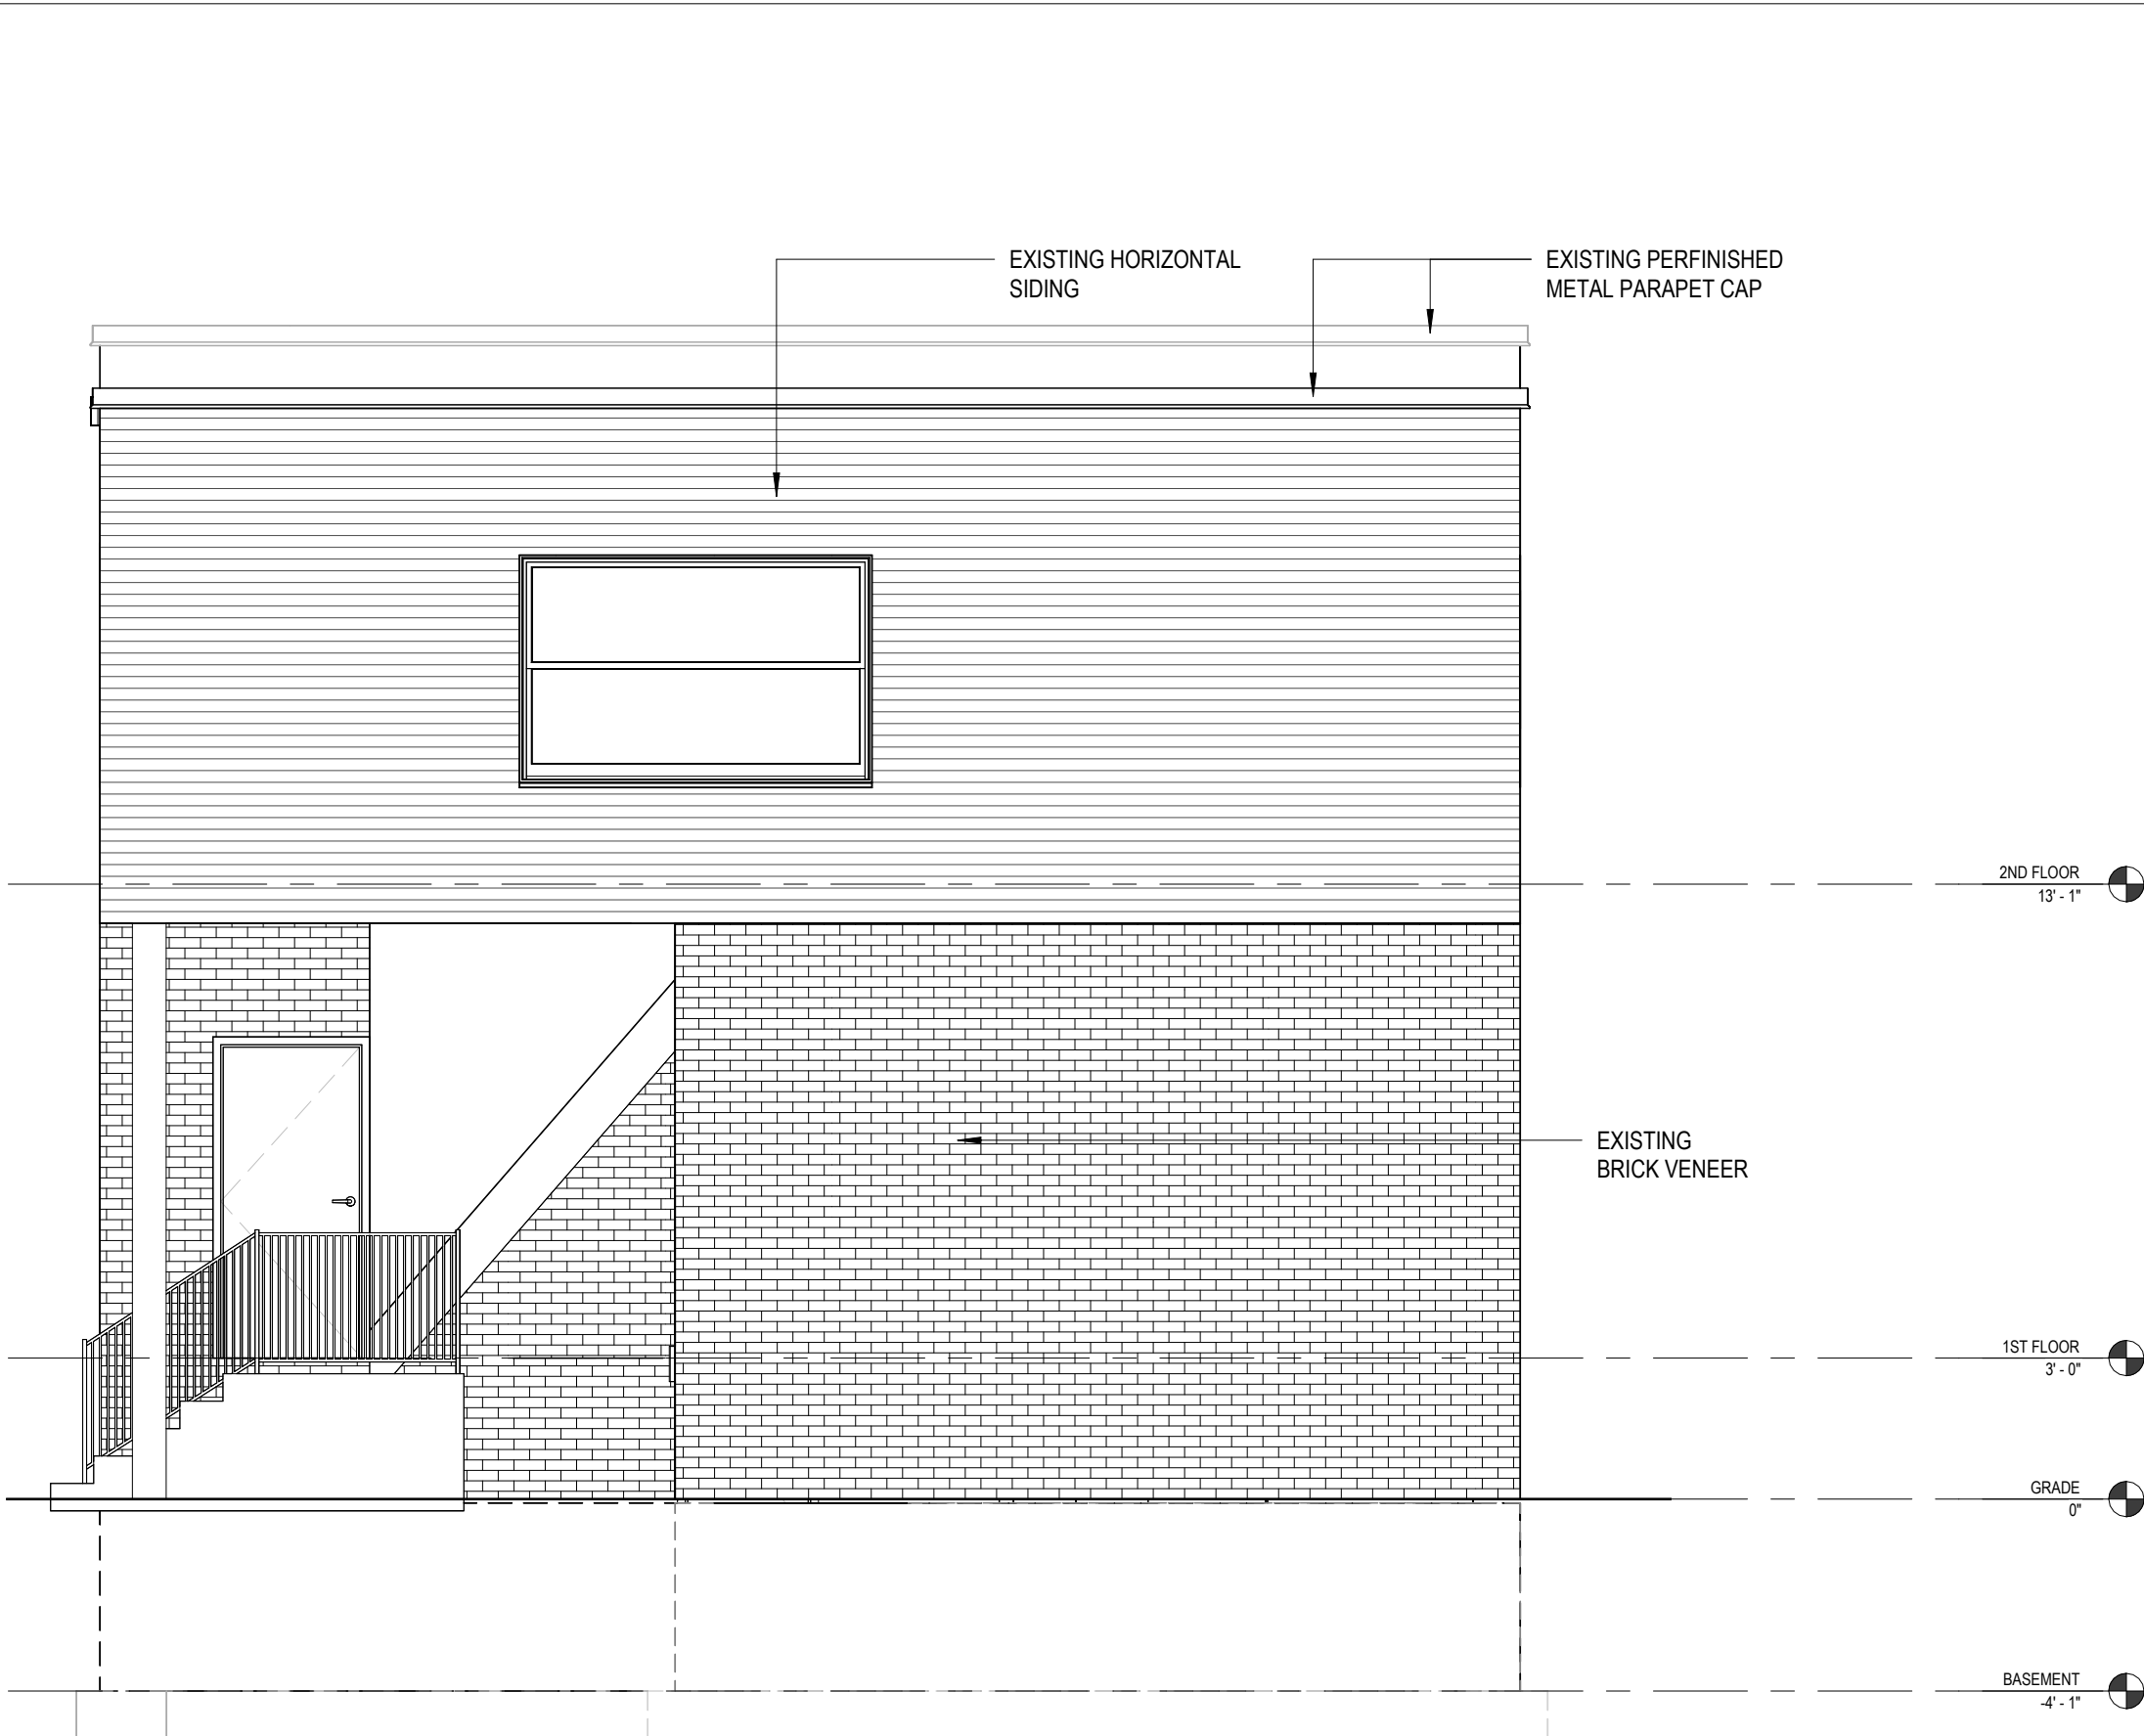 EXISTING HORIZONTAL
SIDING
EXISTING PERFINISHED
METAL PARAPET CAP
2ND FLOOR
13' - 1"
EXISTING
BRICK VENEER
1ST FLOOR
3' - 0"
GRADE
0"
BASEMENT
-4' - 1"